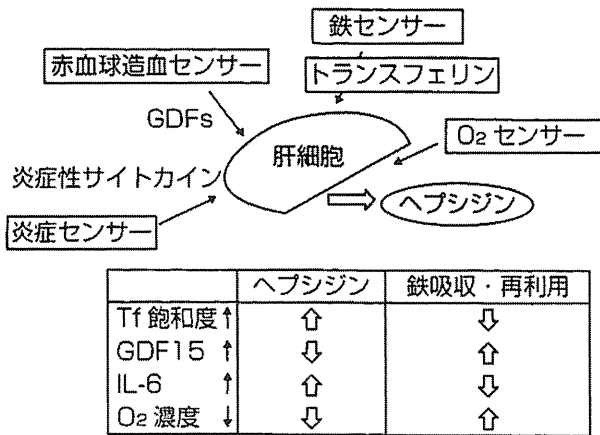 鉄センサー
赤血球造血センサー
トランスフェリン
GDFs
O₂ センサー
肝細胞
炎症性サイトカイン
ヘプシジン
炎症センサー
ヘプシジン 鉄吸収・再利用
Tf 飽和度 ↑ ⇧ ⇩
GDF15 ↑ ⇩ ⇧
IL-6 ↑ ⇧ ⇩
O₂ 濃度 ↓ ⇩ ⇧